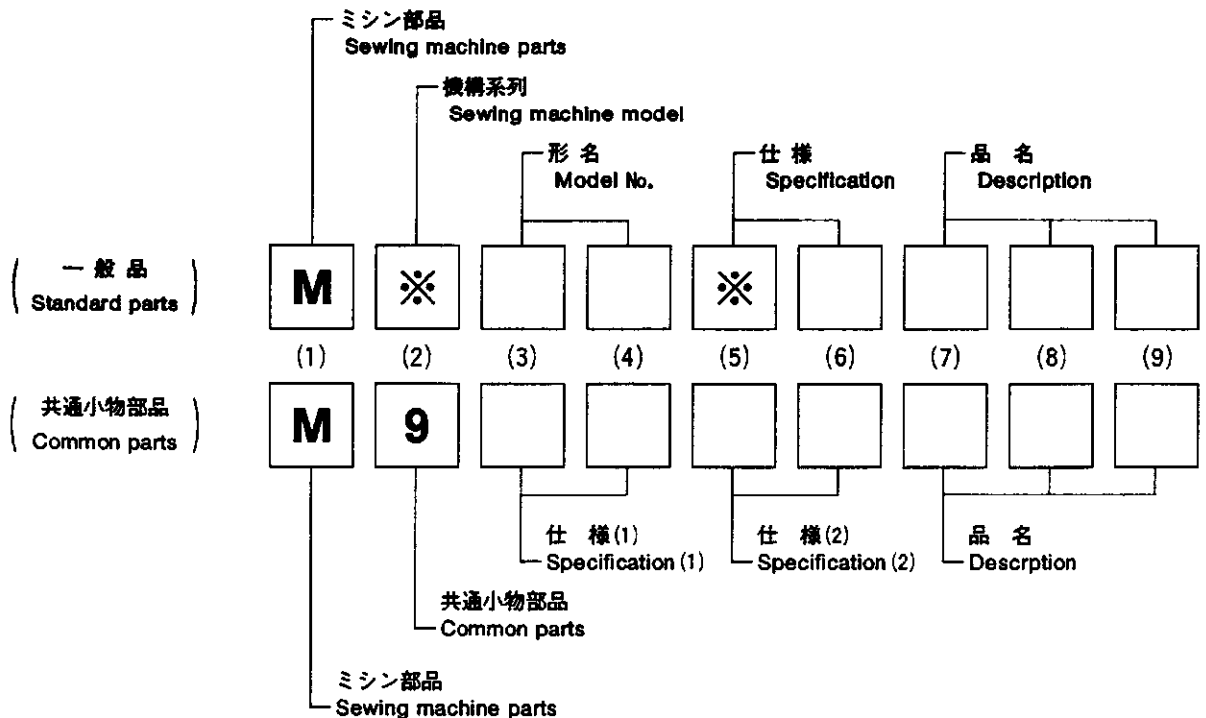 ミシン部品
Sewing machine parts
機構系列
Sewing machine model
形 名
Model No.
仕 様
Specification
品 名
Description
一 般 品
Standard parts
M ※ ※
(1) (2) (3) (4) (5) (6) (7) (8) (9)
共通小物部品
Common parts
M 9
仕 様(1)
Specification (1)
仕 様(2)
Specification (2)
品 名
Descrption
共通小物部品
Common parts
ミシン部品
Sewing machine parts